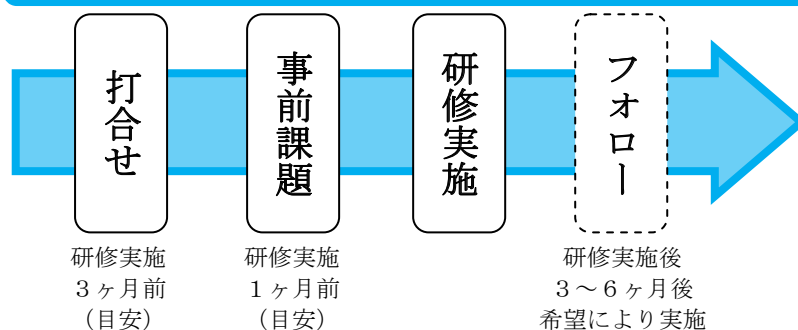 打合せ
事前課題
研修実施
フォロー
研修実施
３ヶ月前
（目安）
研修実施
１ヶ月前
（目安）
研修実施後
３～６ヶ月後
希望により実施